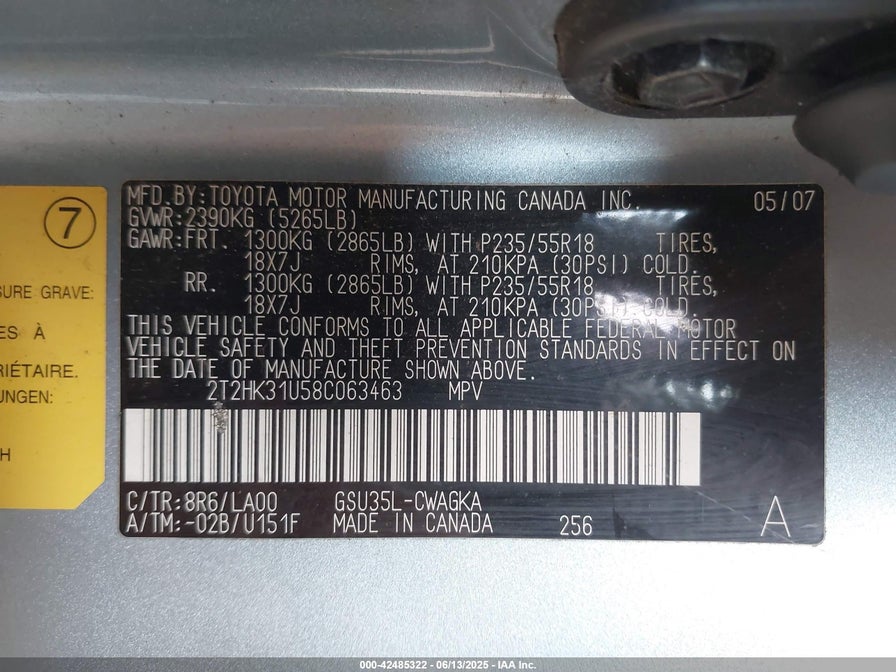 7
SURE GRAVE:
ES À
RIÉTAIRE.
UNGEN:
H
MFD.BY:TOYOTA MOTOR MANUFACTURING CANADA INC. 05/07
GVWR:2390KG (5265LB)
GAWR:FRT. 1300KG (2865LB) WITH P235/55R18 TIRES,
18X7J RIMS, AT 210KPA (30PSI) COLD.
RR. 1300KG (2865LB) WITH P235/55R18 TIRES,
18X7J RIMS, AT 210KPA (30PSI) COLD.
THIS VEHICLE CONFORMS TO ALL APPLICABLE FEDERAL MOTOR
VEHICLE SAFETY AND THEFT PREVENTION STANDARDS IN EFFECT ON
THE DATE OF MANUFACTURE SHOWN ABOVE.
2T2HK31U58C063463 MPV
C/TR:8R6/LA00 GSU35L-CWAGKA
A/TM:-02B/U151F MADE IN CANADA 256 A
000-42485322 - 06/13/2025 - IAA Inc.